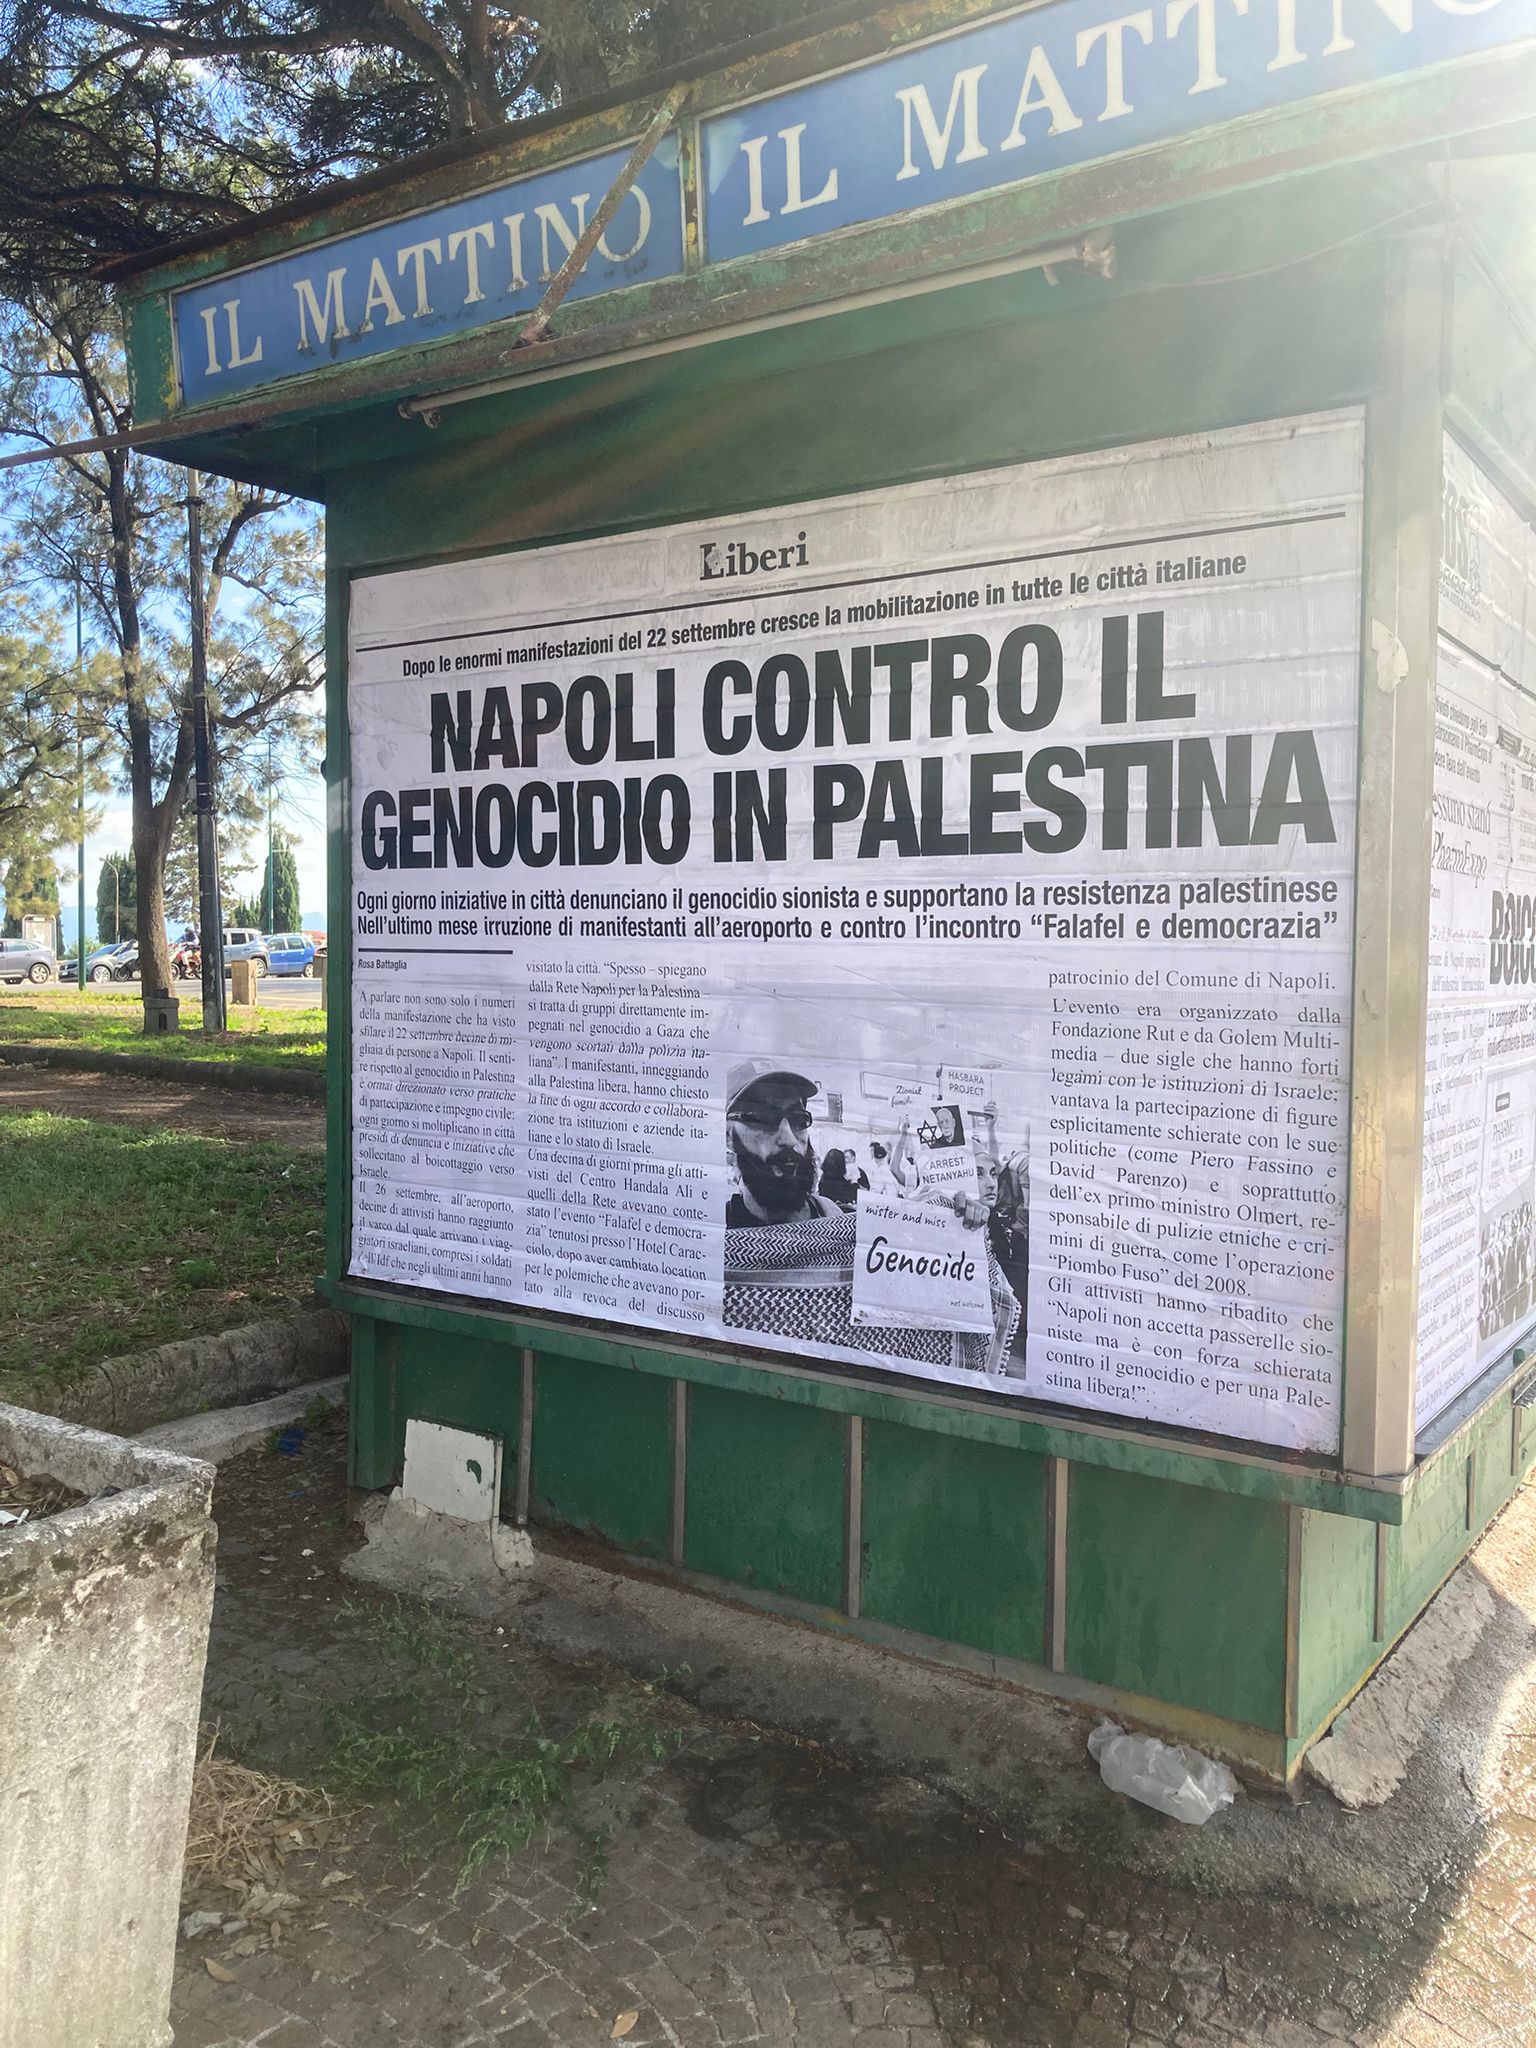 IL MATTINO
IL MATTINO
Liberi
Dopo le enormi manifestazioni del 22 settembre cresce la mobilitazione in tutte le città italiane
NAPOLI CONTRO IL
GENOCIDIO IN PALESTINA
Ogni giorno iniziative in città denunciano il genocidio sionista e supportano la resistenza palestinese
Nell'ultimo mese irruzione di manifestanti all'aeroporto e contro l'incontro “Falafel e democrazia”
Rosa Battaglia
A parlare non sono solo i numeri
della manifestazione che ha visto
sfilare il 22 settembre decine di mi-
gliaia di persone a Napoli. Il senti-
re rispetto al genocidio in Palestina
è ormai direzionato verso pratiche
di partecipazione e impegno civile:
ogni giorno si moltiplicano in città
presidi di denuncia e iniziative che
sollecitano al boicottaggio verso
Israele.
Il 26 settembre, all'aeroporto,
decine di attivisti hanno raggiunto
il varco dal quale arrivano i viag-
giatori israeliani, compresi i soldati
dell'Idf che negli ultimi anni hanno
visitato la città. “Spesso – spiegano
dalla Rete Napoli per la Palestina –
si tratta di gruppi direttamente im-
pegnati nel genocidio a Gaza che
vengono scortati dalla polizia ita-
liana”. I manifestanti, inneggiando
alla Palestina libera, hanno chiesto
la fine di ogni accordo e collabora-
zione tra istituzioni e aziende ita-
liane e lo stato di Israele.
Una decina di giorni prima gli atti-
visti del Centro Handala Ali e
quelli della Rete avevano conte-
stato l'evento “Falafel e democra-
zia” tenutosi presso l'Hotel Carac-
ciolo, dopo aver cambiato location
per le polemiche che avevano por-
tato alla revoca del discusso
Zionist
family
HASBARA
PROJECT
ARREST
NETANYAHU
mister and miss
Genocide
not welcome
patrocinio del Comune di Napoli.
L'evento era organizzato dalla
Fondazione Rut e da Golem Multi-
media – due sigle che hanno forti
legami con le istituzioni di Israele;
vantava la partecipazione di figure
esplicitamente schierate con le sue
politiche (come Piero Fassino e
David Parenzo) e soprattutto
dell'ex primo ministro Olmert, re-
sponsabile di pulizie etniche e cri-
mini di guerra, come l'operazione
“Piombo Fuso” del 2008.
Gli attivisti hanno ribadito che
“Napoli non accetta passerelle sio-
niste ma è con forza schierata
contro il genocidio e per una Pale-
stina libera!”.